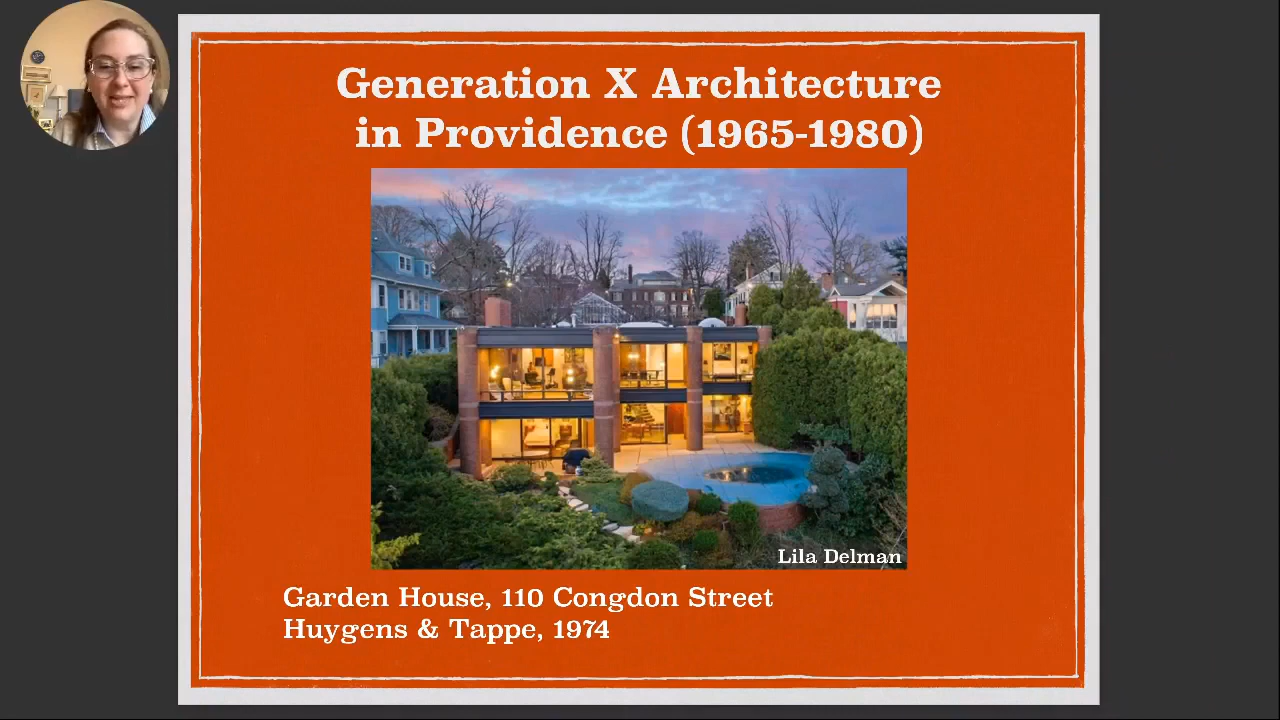 Generation X Architecture
in Providence (1965-1980)
Lila Delman
Garden House, 110 Congdon Street
Huygens & Tappe, 1974